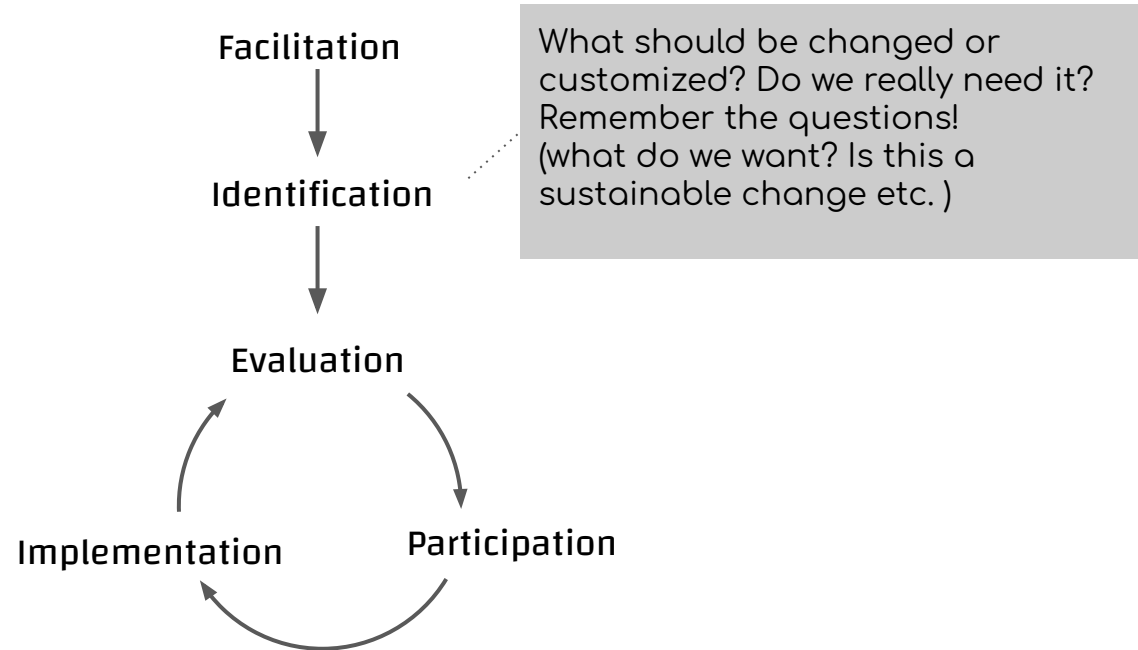 Facilitation
What should be changed or
customized? Do we really need it?
Remember the questions!
(what do we want? Is this a
sustainable change etc. )
Identification
Evaluation
Participation
Implementation